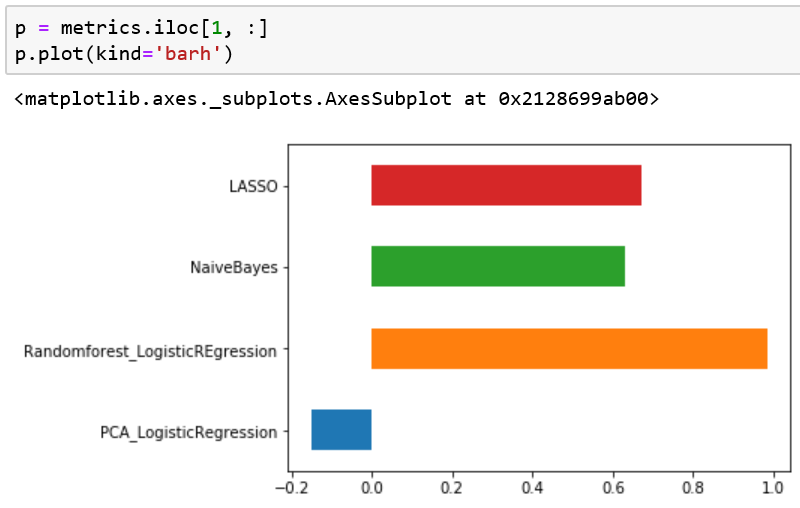 p = metrics.iloc[1, :]
p.plot(kind='barh')
<matplotlib.axes._subplots.AxesSubplot at 0x2128699ab00>
LASSO
NaiveBayes
Randomforest_LogisticREgression
PCA_LogisticRegression
−0.2 0.0 0.2 0.4 0.6 0.8 1.0